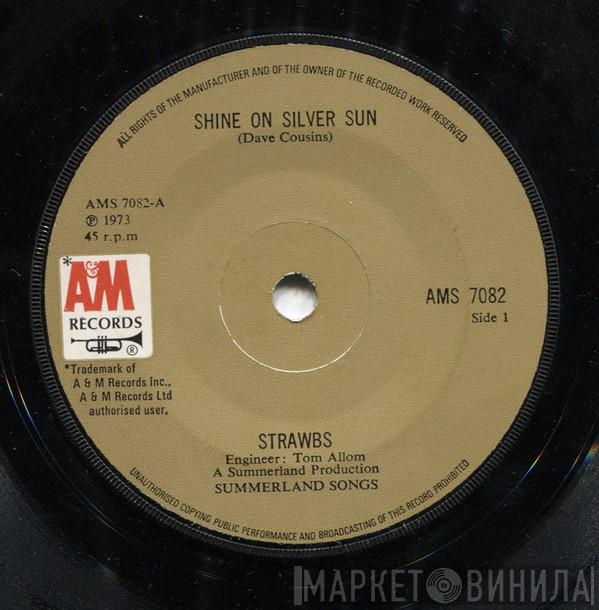 ALL RIGHTS OF THE MANUFACTURER AND OF THE OWNER OF THE RECORDED WORK RESERVED
SHINE ON SILVER SUN
(Dave Cousins)
AMS 7082-A
℗ 1973
45 r.p.m
*A&M
RECORDS
®
*Trademark of
A & M Records Inc.,
A & M Records Ltd
authorised user.
AMS 7082
Side 1
STRAWBS
Engineer: Tom Allom
A Summerland Production
SUMMERLAND SONGS
UNAUTHORISED COPYING PUBLIC PERFORMANCE AND BROADCASTING OF THIS RECORD PROHIBITED
МАРКЕТ ВИНИЛА